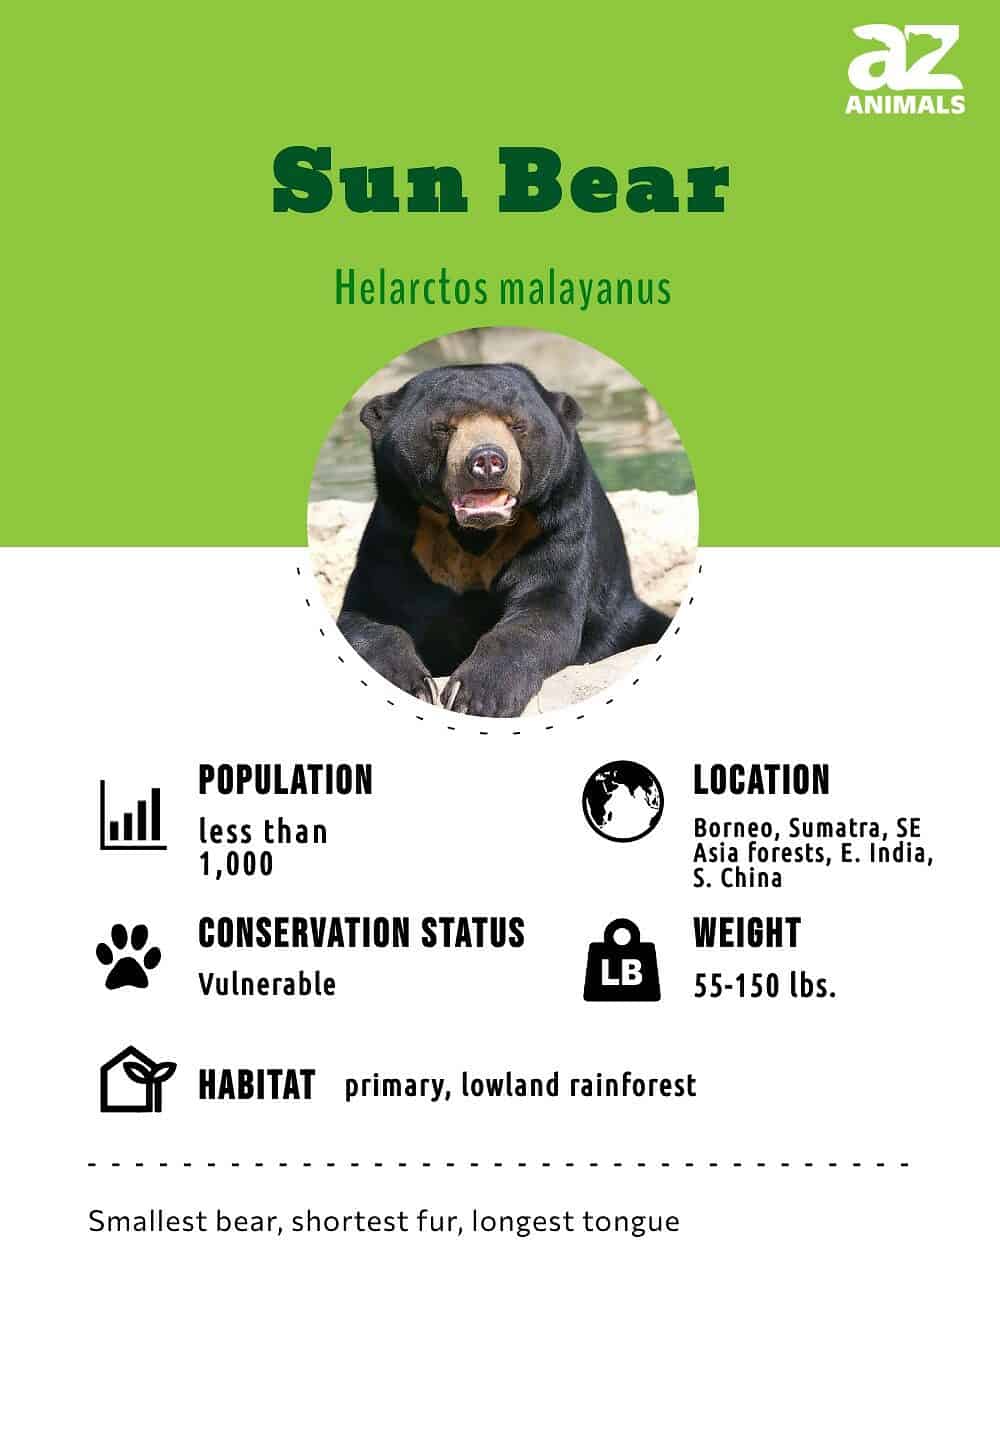 az
ANIMALS
Sun Bear
Helarctos malayanus
POPULATION
less than
1,000
LOCATION
Borneo, Sumatra, SE
Asia forests, E. India,
S. China
CONSERVATION STATUS
Vulnerable
LB
WEIGHT
55-150 lbs.
HABITAT primary, lowland rainforest
Smallest bear, shortest fur, longest tongue